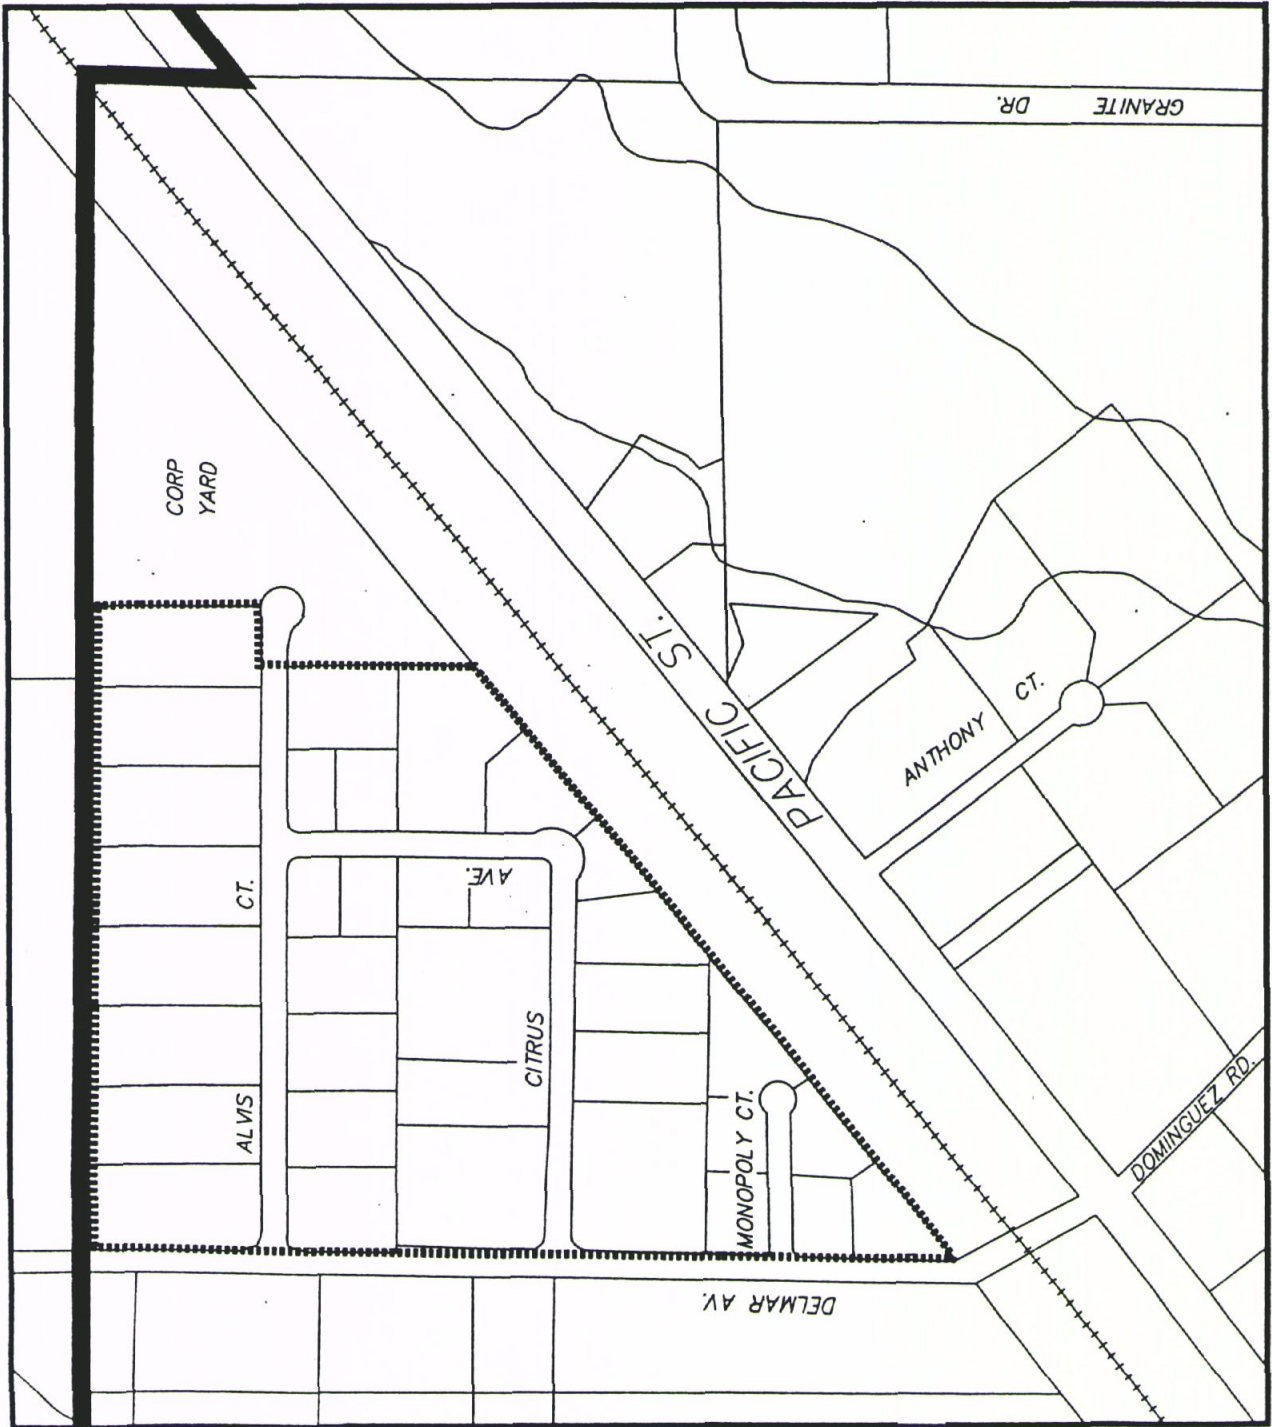 GRANITE DR.
CORP
YARD
PACIFIC ST.
ANTHONY CT.
ALVIS CT.
CITRUS AVE.
MONOPOLY CT.
DOMINGUEZ RD.
DELMAR AV.